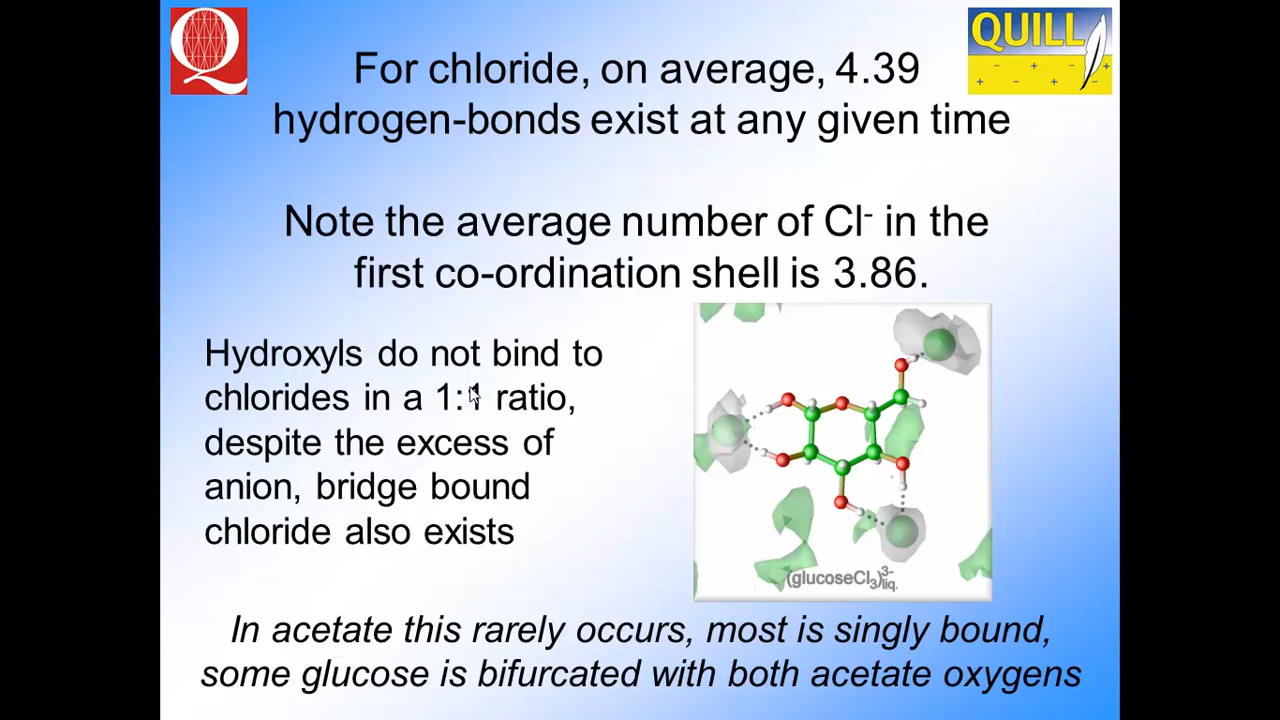 QUILL
For chloride, on average, 4.39
hydrogen-bonds exist at any given time
Note the average number of Cl⁻ in the
first co-ordination shell is 3.86.
Hydroxyls do not bind to
chlorides in a 1:1 ratio,
despite the excess of
anion, bridge bound
chloride also exists
(glucoseCl₃)³⁻liq.
In acetate this rarely occurs, most is singly bound,
some glucose is bifurcated with both acetate oxygens